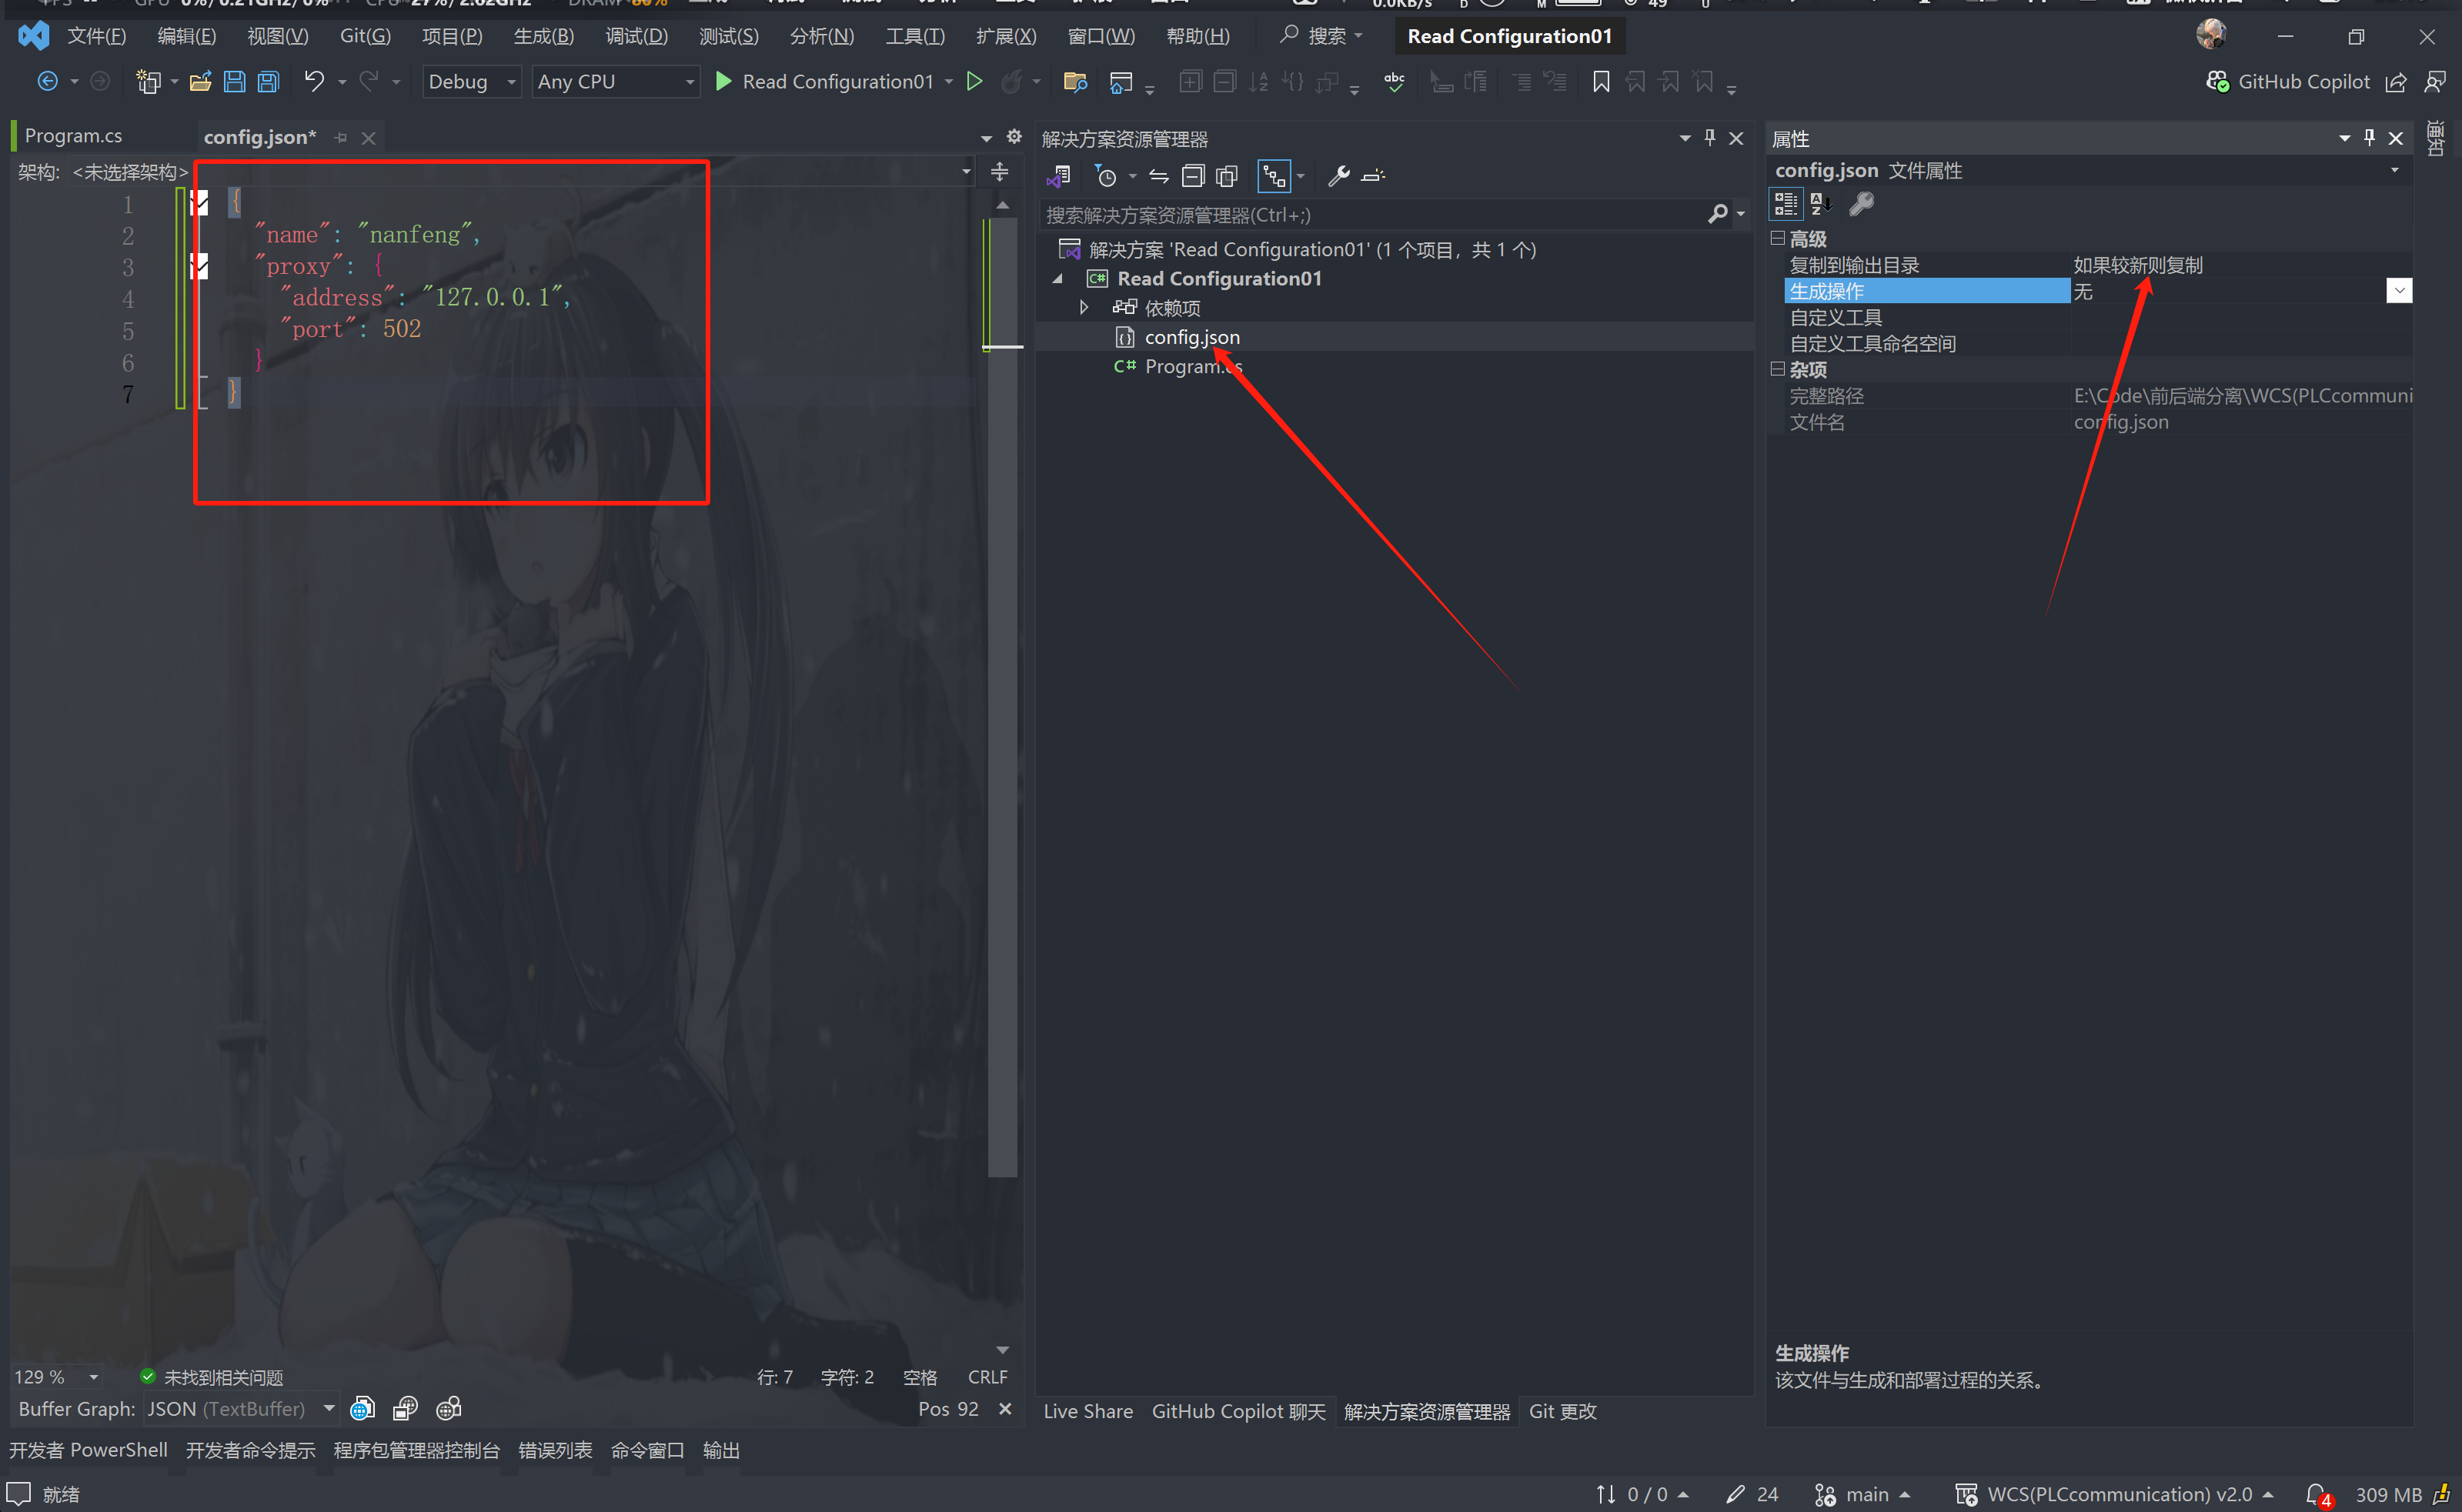 文件(F) 编辑(E) 视图(V) Git(G) 项目(P) 生成(B) 调试(D) 测试(S) 分析(N) 工具(T) 扩展(X) 窗口(W) 帮助(H) 搜索 Read Configuration01
Debug Any CPU Read Configuration01 GitHub Copilot
Program.cs config.json*
架构: <未选择架构>
1 {
2 "name": "nanfeng",
3 "proxy": {
4 "address": "127.0.0.1",
5 "port": 502
6 }
7 }
129 % 未找到相关问题 行: 7 字符: 2 空格 CRLF
Buffer Graph: JSON (TextBuffer) Pos 92
解决方案资源管理器
搜索解决方案资源管理器(Ctrl+;)
解决方案 'Read Configuration01' (1 个项目，共 1 个)
Read Configuration01
依赖项
config.json
C# Program.cs
Live Share GitHub Copilot 聊天 解决方案资源管理器 Git 更改
属性
config.json 文件属性
高级
复制到输出目录 如果较新则复制
生成操作 无
自定义工具
自定义工具命名空间
杂项
完整路径 E:\Code\前后端分离\WCS(PLCcommuni
文件名 config.json
生成操作
该文件与生成和部署过程的关系。
通知
开发者 PowerShell 开发者命令提示 程序包管理器控制台 错误列表 命令窗口 输出
就绪 0 / 0 24 main WCS(PLCcommunication) v2.0 4 309 MB